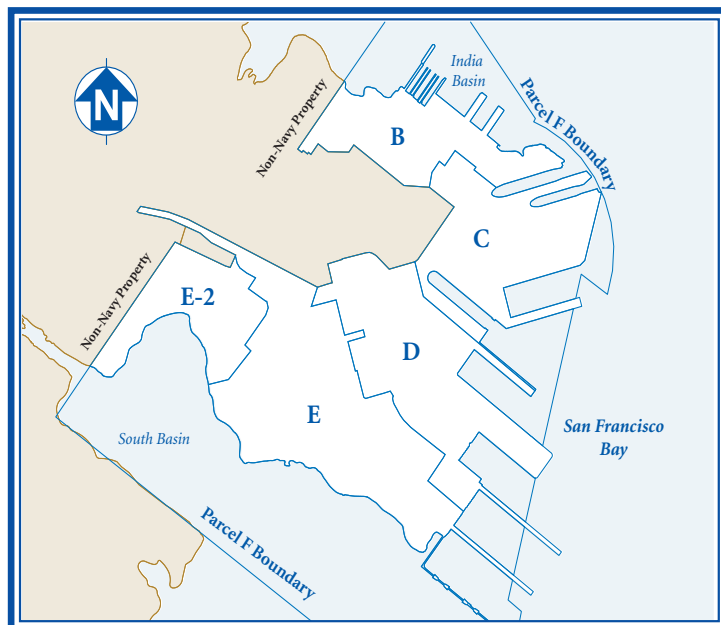 India
Basin
N
Parcel F Boundary
Non-Navy Property
B
C
Non-Navy Property
E-2
D
E
San Francisco
Bay
South Basin
Parcel F Boundary